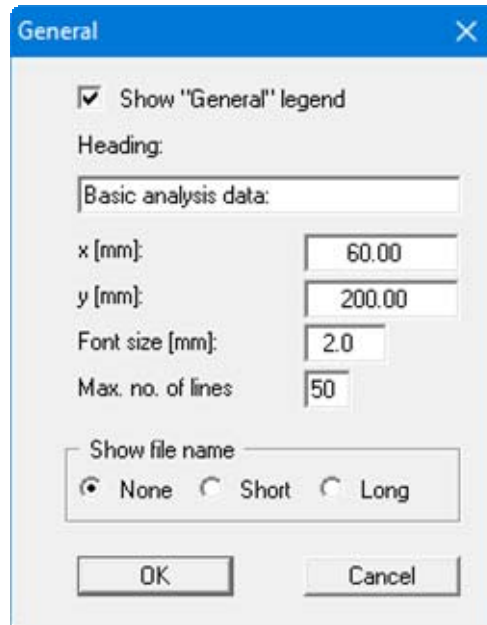 General
Show "General" legend
Heading:
Basic analysis data:
x [mm]: 60.00
y [mm]: 200.00
Font size [mm]: 2.0
Max. no. of lines 50
Show file name
None Short Long
OK Cancel